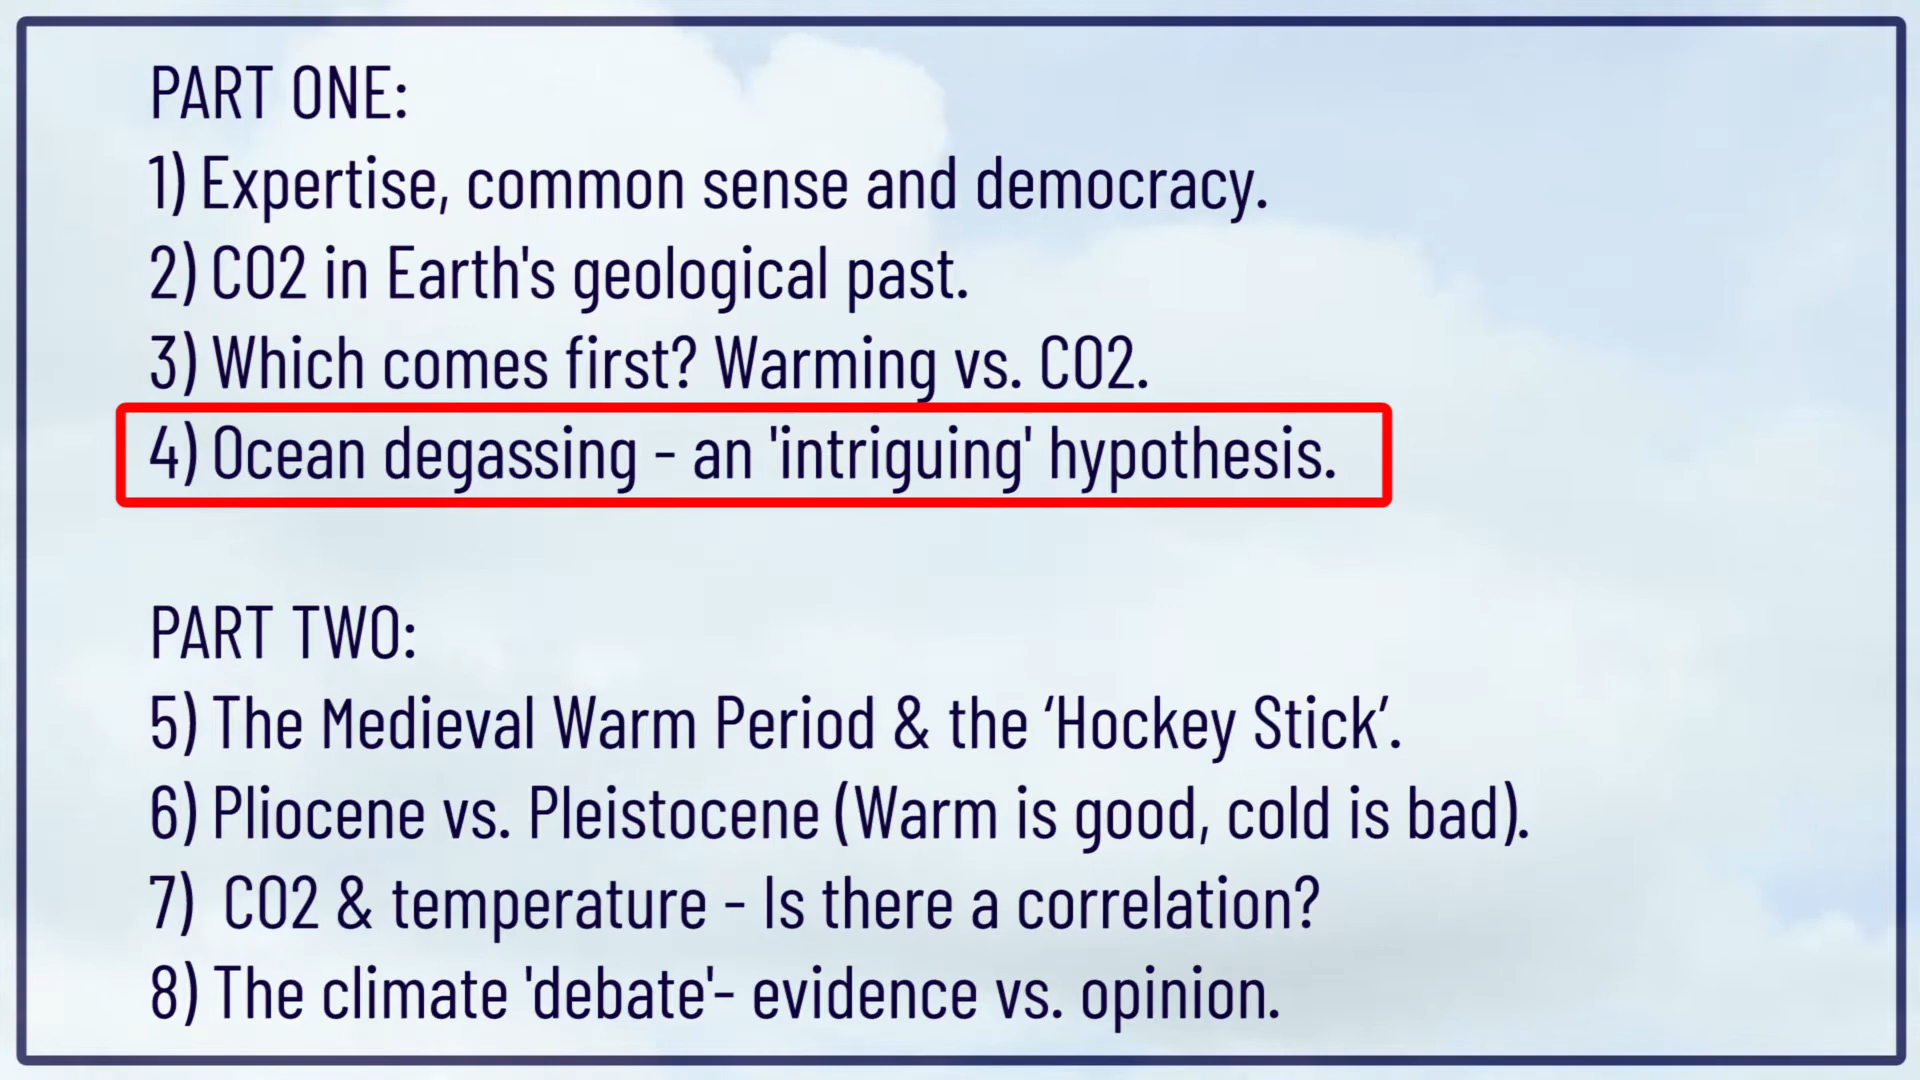 PART ONE:
1) Expertise, common sense and democracy.
2) CO2 in Earth's geological past.
3) Which comes first? Warming vs. CO2.
4) Ocean degassing - an 'intriguing' hypothesis.
PART TWO:
5) The Medieval Warm Period & the ‘Hockey Stick’.
6) Pliocene vs. Pleistocene (Warm is good, cold is bad).
7) CO2 & temperature - Is there a correlation?
8) The climate 'debate'- evidence vs. opinion.